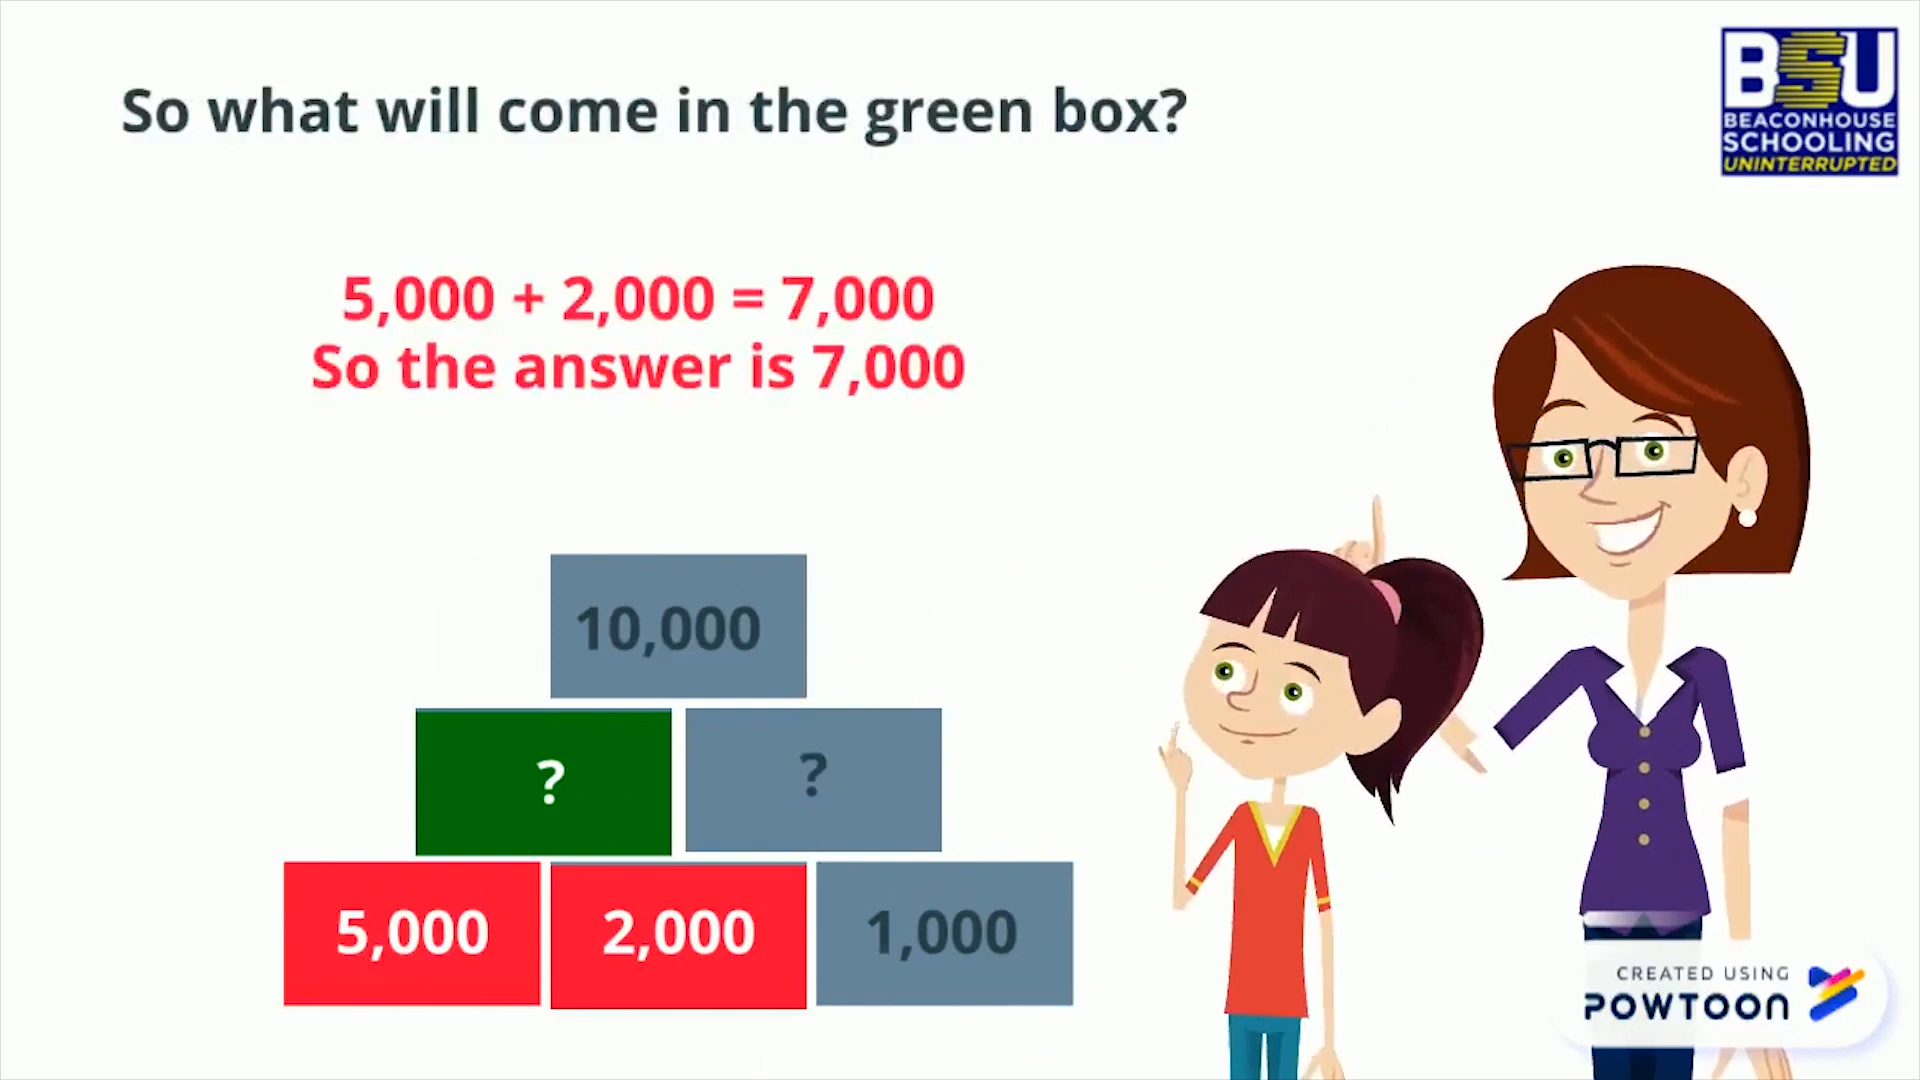 So what will come in the green box?
BSU
BEACONHOUSE
SCHOOLING
UNINTERRUPTED
5,000 + 2,000 = 7,000
So the answer is 7,000
10,000
? ?
5,000 2,000 1,000
CREATED USING
POWTOON